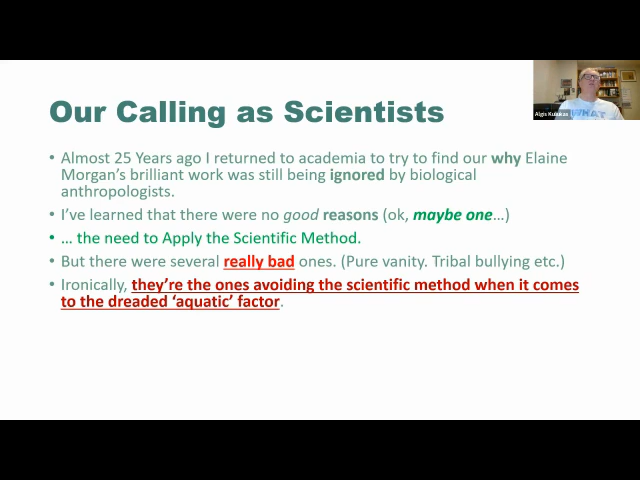 Our Calling as Scientists
Algis Kuliukas
• Almost 25 Years ago I returned to academia to try to find our why Elaine
Morgan's brilliant work was still being ignored by biological
anthropologists.
• I've learned that there were no good reasons (ok, maybe one…)
• … the need to Apply the Scientific Method.
• But there were several really bad ones. (Pure vanity. Tribal bullying etc.)
• Ironically, they're the ones avoiding the scientific method when it comes
to the dreaded 'aquatic' factor.
WHAT